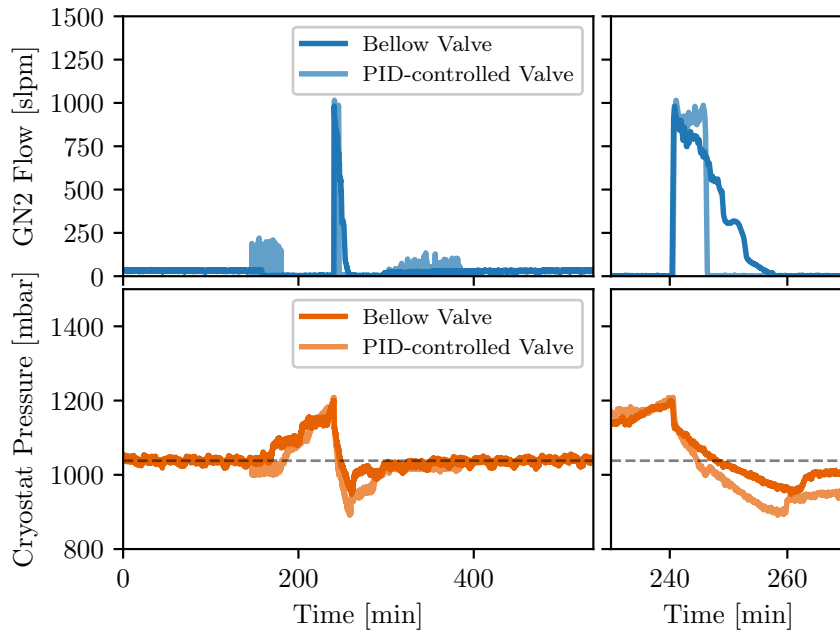 GN2 Flow [slpm]
1500
1250
1000
750
500
250
0
Bellow Valve
PID-controlled Valve
Cryostat Pressure [mbar]
1400
1200
1000
800
Bellow Valve
PID-controlled Valve
0 200 400
240 260
Time [min]
Time [min]